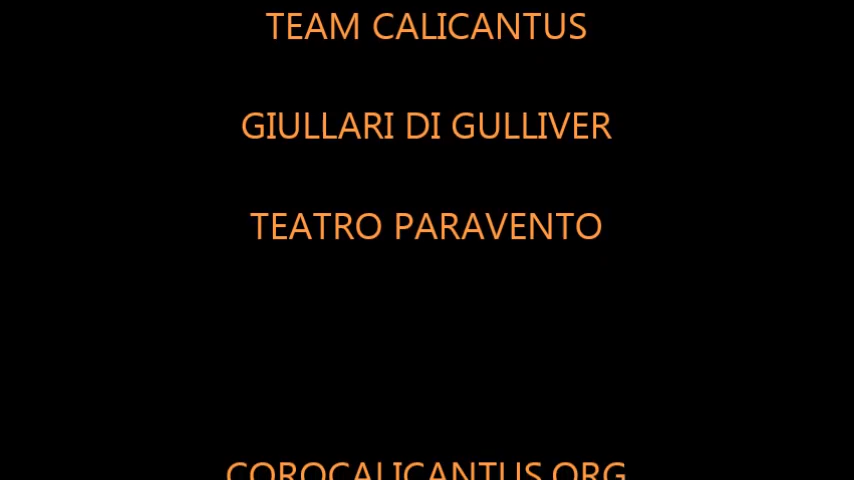 TEAM CALICANTUS
GIULLARI DI GULLIVER
TEATRO PARAVENTO
COROCALICANTUS.ORG